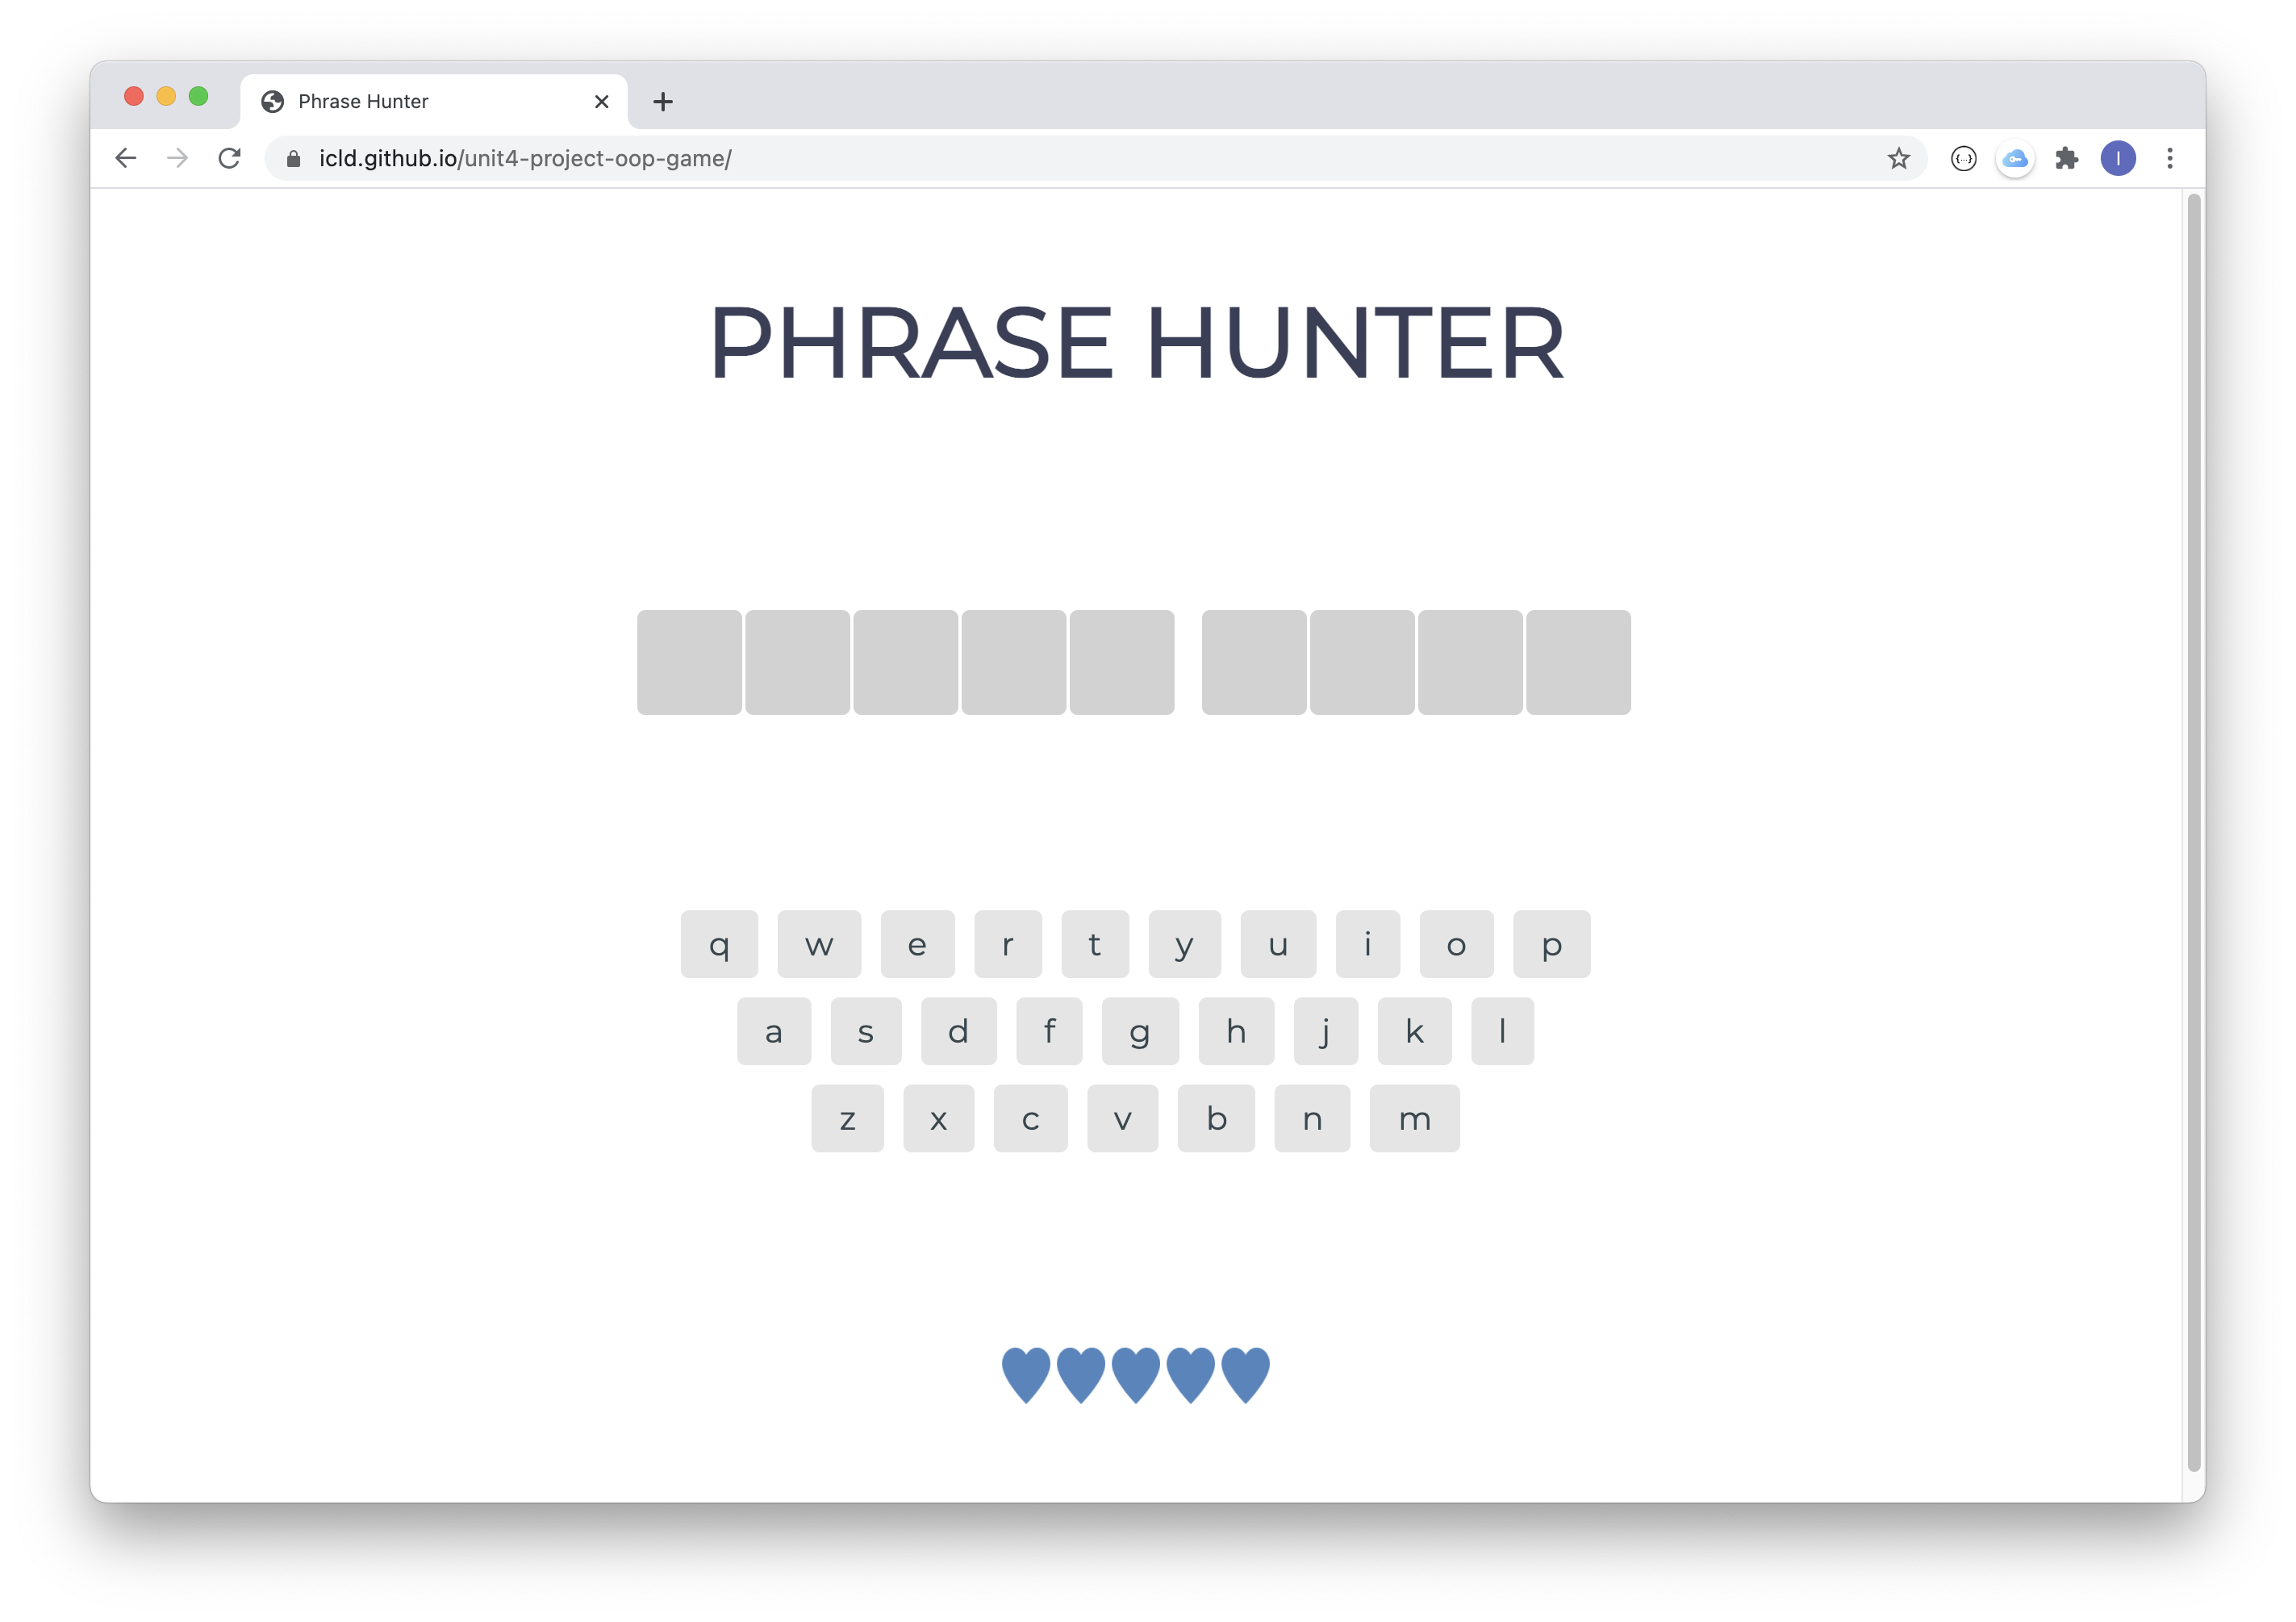 Phrase Hunter
icld.github.io/unit4-project-oop-game/
{...}
I
PHRASE HUNTER
q w e r t y u i o p
a s d f g h j k l
z x c v b n m